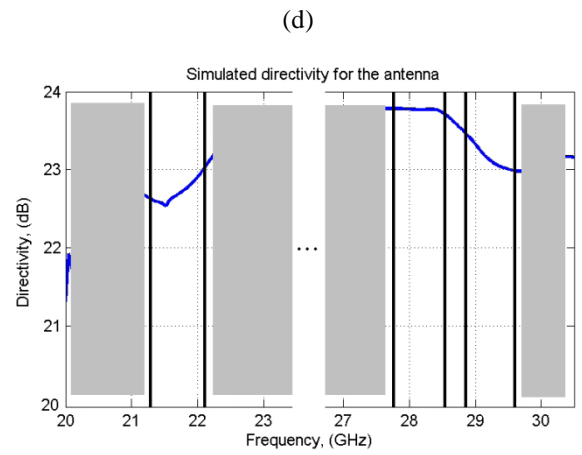 (d)
Simulated directivity for the antenna
24
23
22
21
20
Directivity, (dB)
...
20 21 22 23 27 28 29 30
Frequency, (GHz)